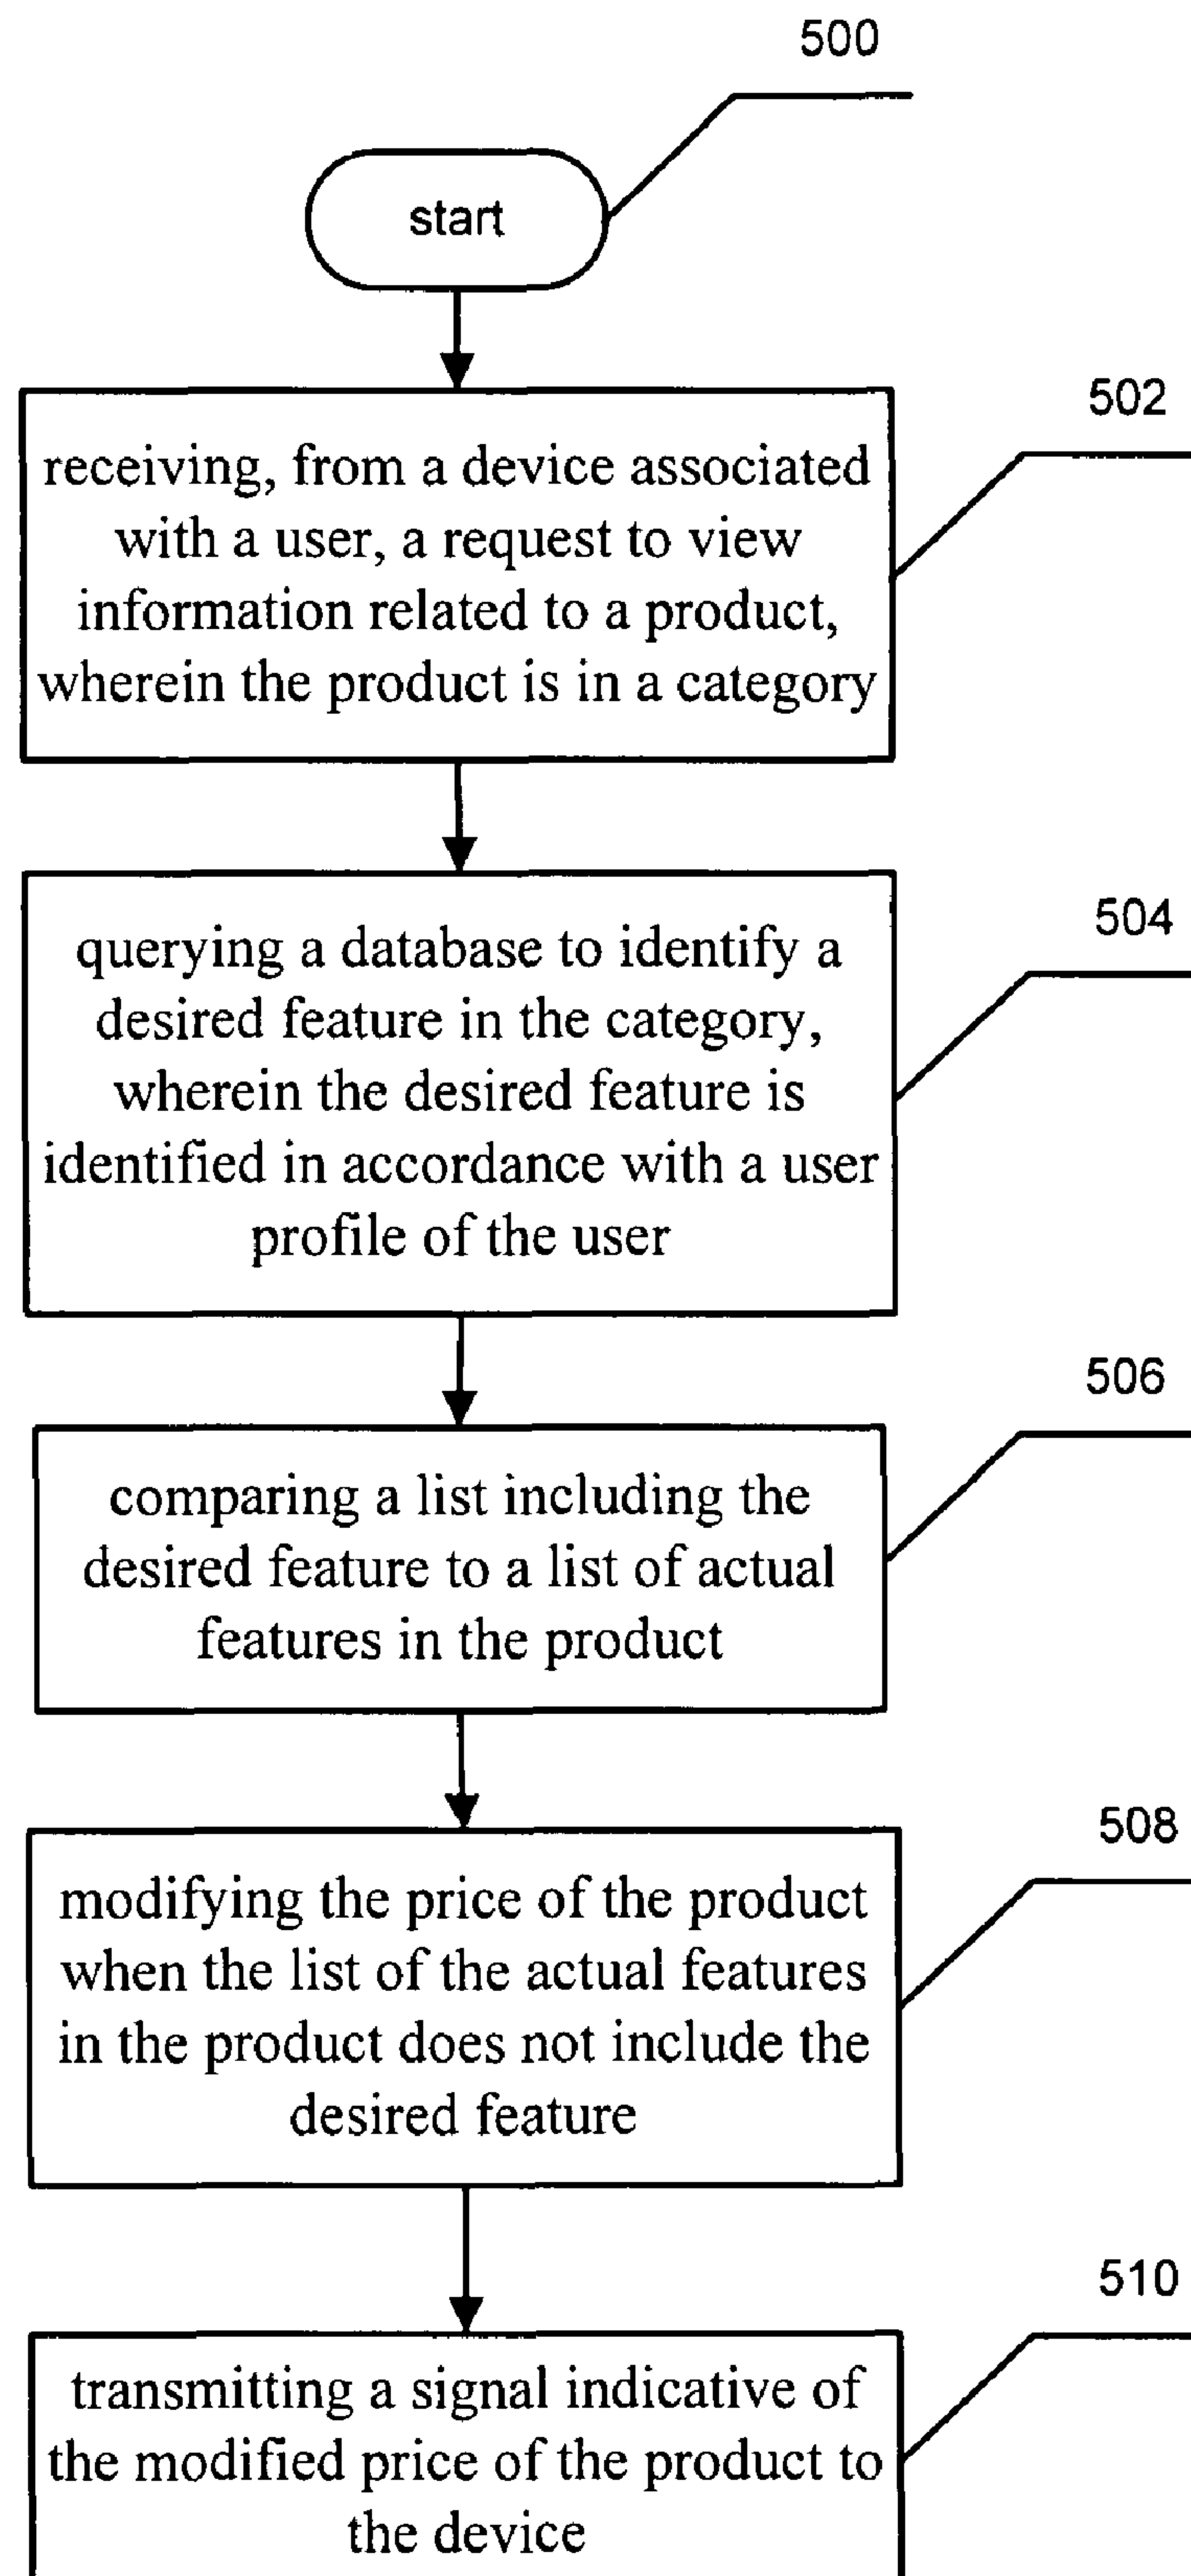 500
start
502
receiving, from a device associated
with a user, a request to view
information related to a product,
wherein the product is in a category
504
querying a database to identify a
desired feature in the category,
wherein the desired feature is
identified in accordance with a user
profile of the user
506
comparing a list including the
desired feature to a list of actual
features in the product
508
modifying the price of the product
when the list of the actual features
in the product does not include the
desired feature
510
transmitting a signal indicative of
the modified price of the product to
the device